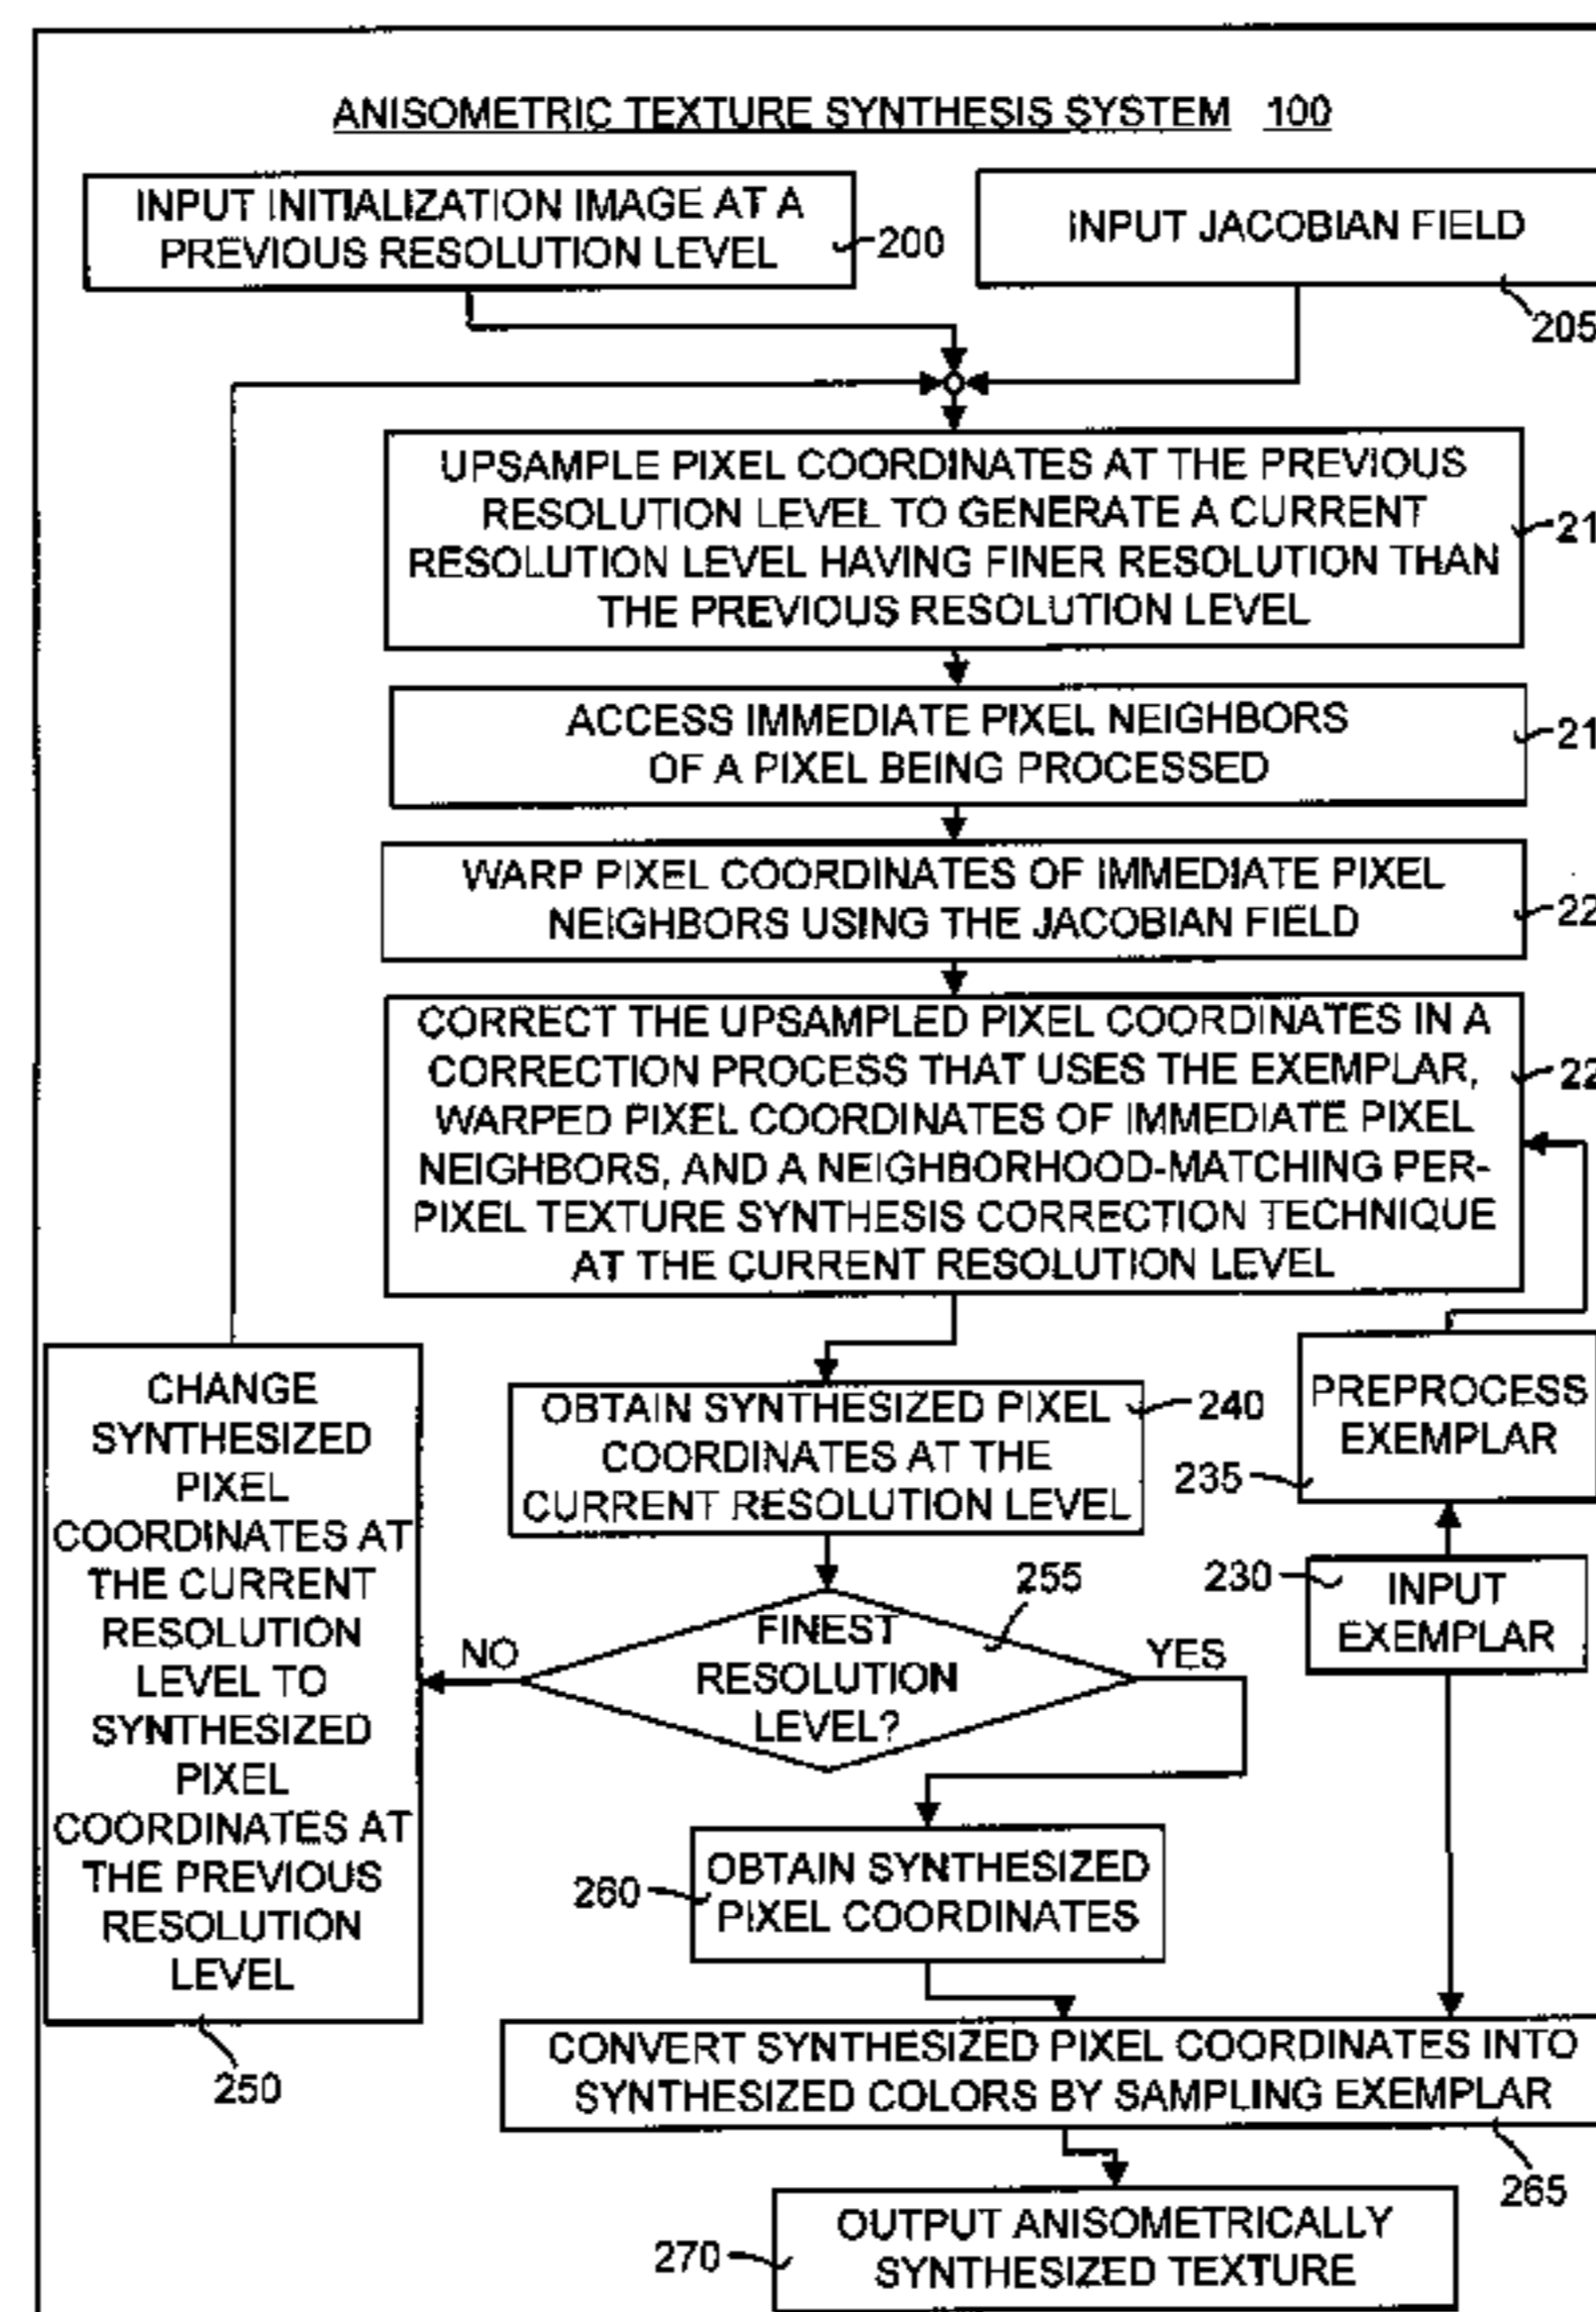 ANISOMETRIC TEXTURE SYNTHESIS SYSTEM 100
INPUT INITIALIZATION IMAGE AT A
PREVIOUS RESOLUTION LEVEL
200
INPUT JACOBIAN FIELD
205
UPSAMPLE PIXEL COORDINATES AT THE PREVIOUS
RESOLUTION LEVEL TO GENERATE A CURRENT
RESOLUTION LEVEL HAVING FINER RESOLUTION THAN
THE PREVIOUS RESOLUTION LEVEL
21
ACCESS IMMEDIATE PIXEL NEIGHBORS
OF A PIXEL BEING PROCESSED
21
WARP PIXEL COORDINATES OF IMMEDIATE PIXEL
NEIGHBORS USING THE JACOBIAN FIELD
22
CORRECT THE UPSAMPLED PIXEL COORDINATES IN A
CORRECTION PROCESS THAT USES THE EXEMPLAR,
WARPED PIXEL COORDINATES OF IMMEDIATE PIXEL
NEIGHBORS, AND A NEIGHBORHOOD-MATCHING PER-
PIXEL TEXTURE SYNTHESIS CORRECTION TECHNIQUE
AT THE CURRENT RESOLUTION LEVEL
22
CHANGE
SYNTHESIZED
PIXEL
COORDINATES AT
THE CURRENT
RESOLUTION
LEVEL TO
SYNTHESIZED
PIXEL
COORDINATES AT
THE PREVIOUS
RESOLUTION
LEVEL
250
OBTAIN SYNTHESIZED PIXEL
COORDINATES AT THE
CURRENT RESOLUTION LEVEL
240
PREPROCESS
EXEMPLAR
235
INPUT
EXEMPLAR
230
FINEST
RESOLUTION
LEVEL?
255
NO
YES
OBTAIN SYNTHESIZED
PIXEL COORDINATES
260
CONVERT SYNTHESIZED PIXEL COORDINATES INTO
SYNTHESIZED COLORS BY SAMPLING EXEMPLAR
265
OUTPUT ANISOMETRICALLY
SYNTHESIZED TEXTURE
270